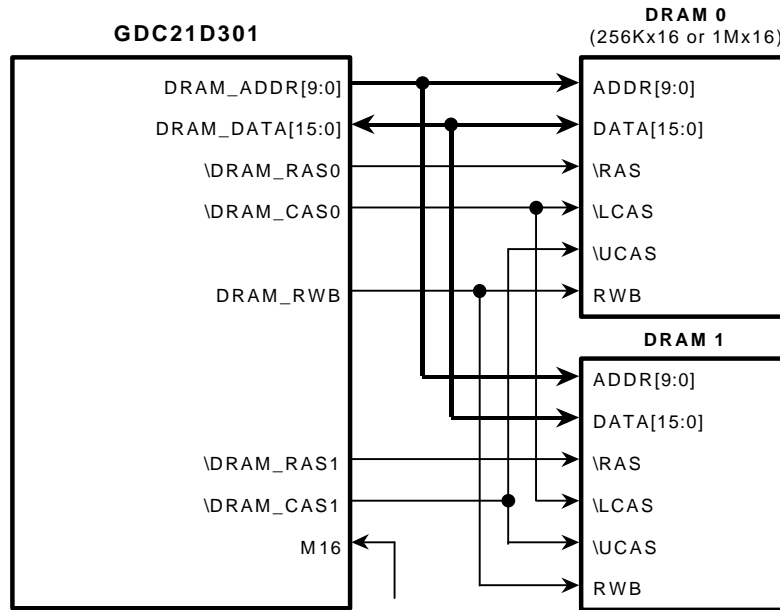 GDC21D301
DRAM_ADDR[9:0]
DRAM_DATA[15:0]
\DRAM_RAS0
\DRAM_CAS0
DRAM_RWB
\DRAM_RAS1
\DRAM_CAS1
M16
DRAM 0
(256Kx16 or 1Mx16)
ADDR[9:0]
DATA[15:0]
\RAS
\LCAS
\UCAS
RWB
DRAM 1
ADDR[9:0]
DATA[15:0]
\RAS
\LCAS
\UCAS
RWB